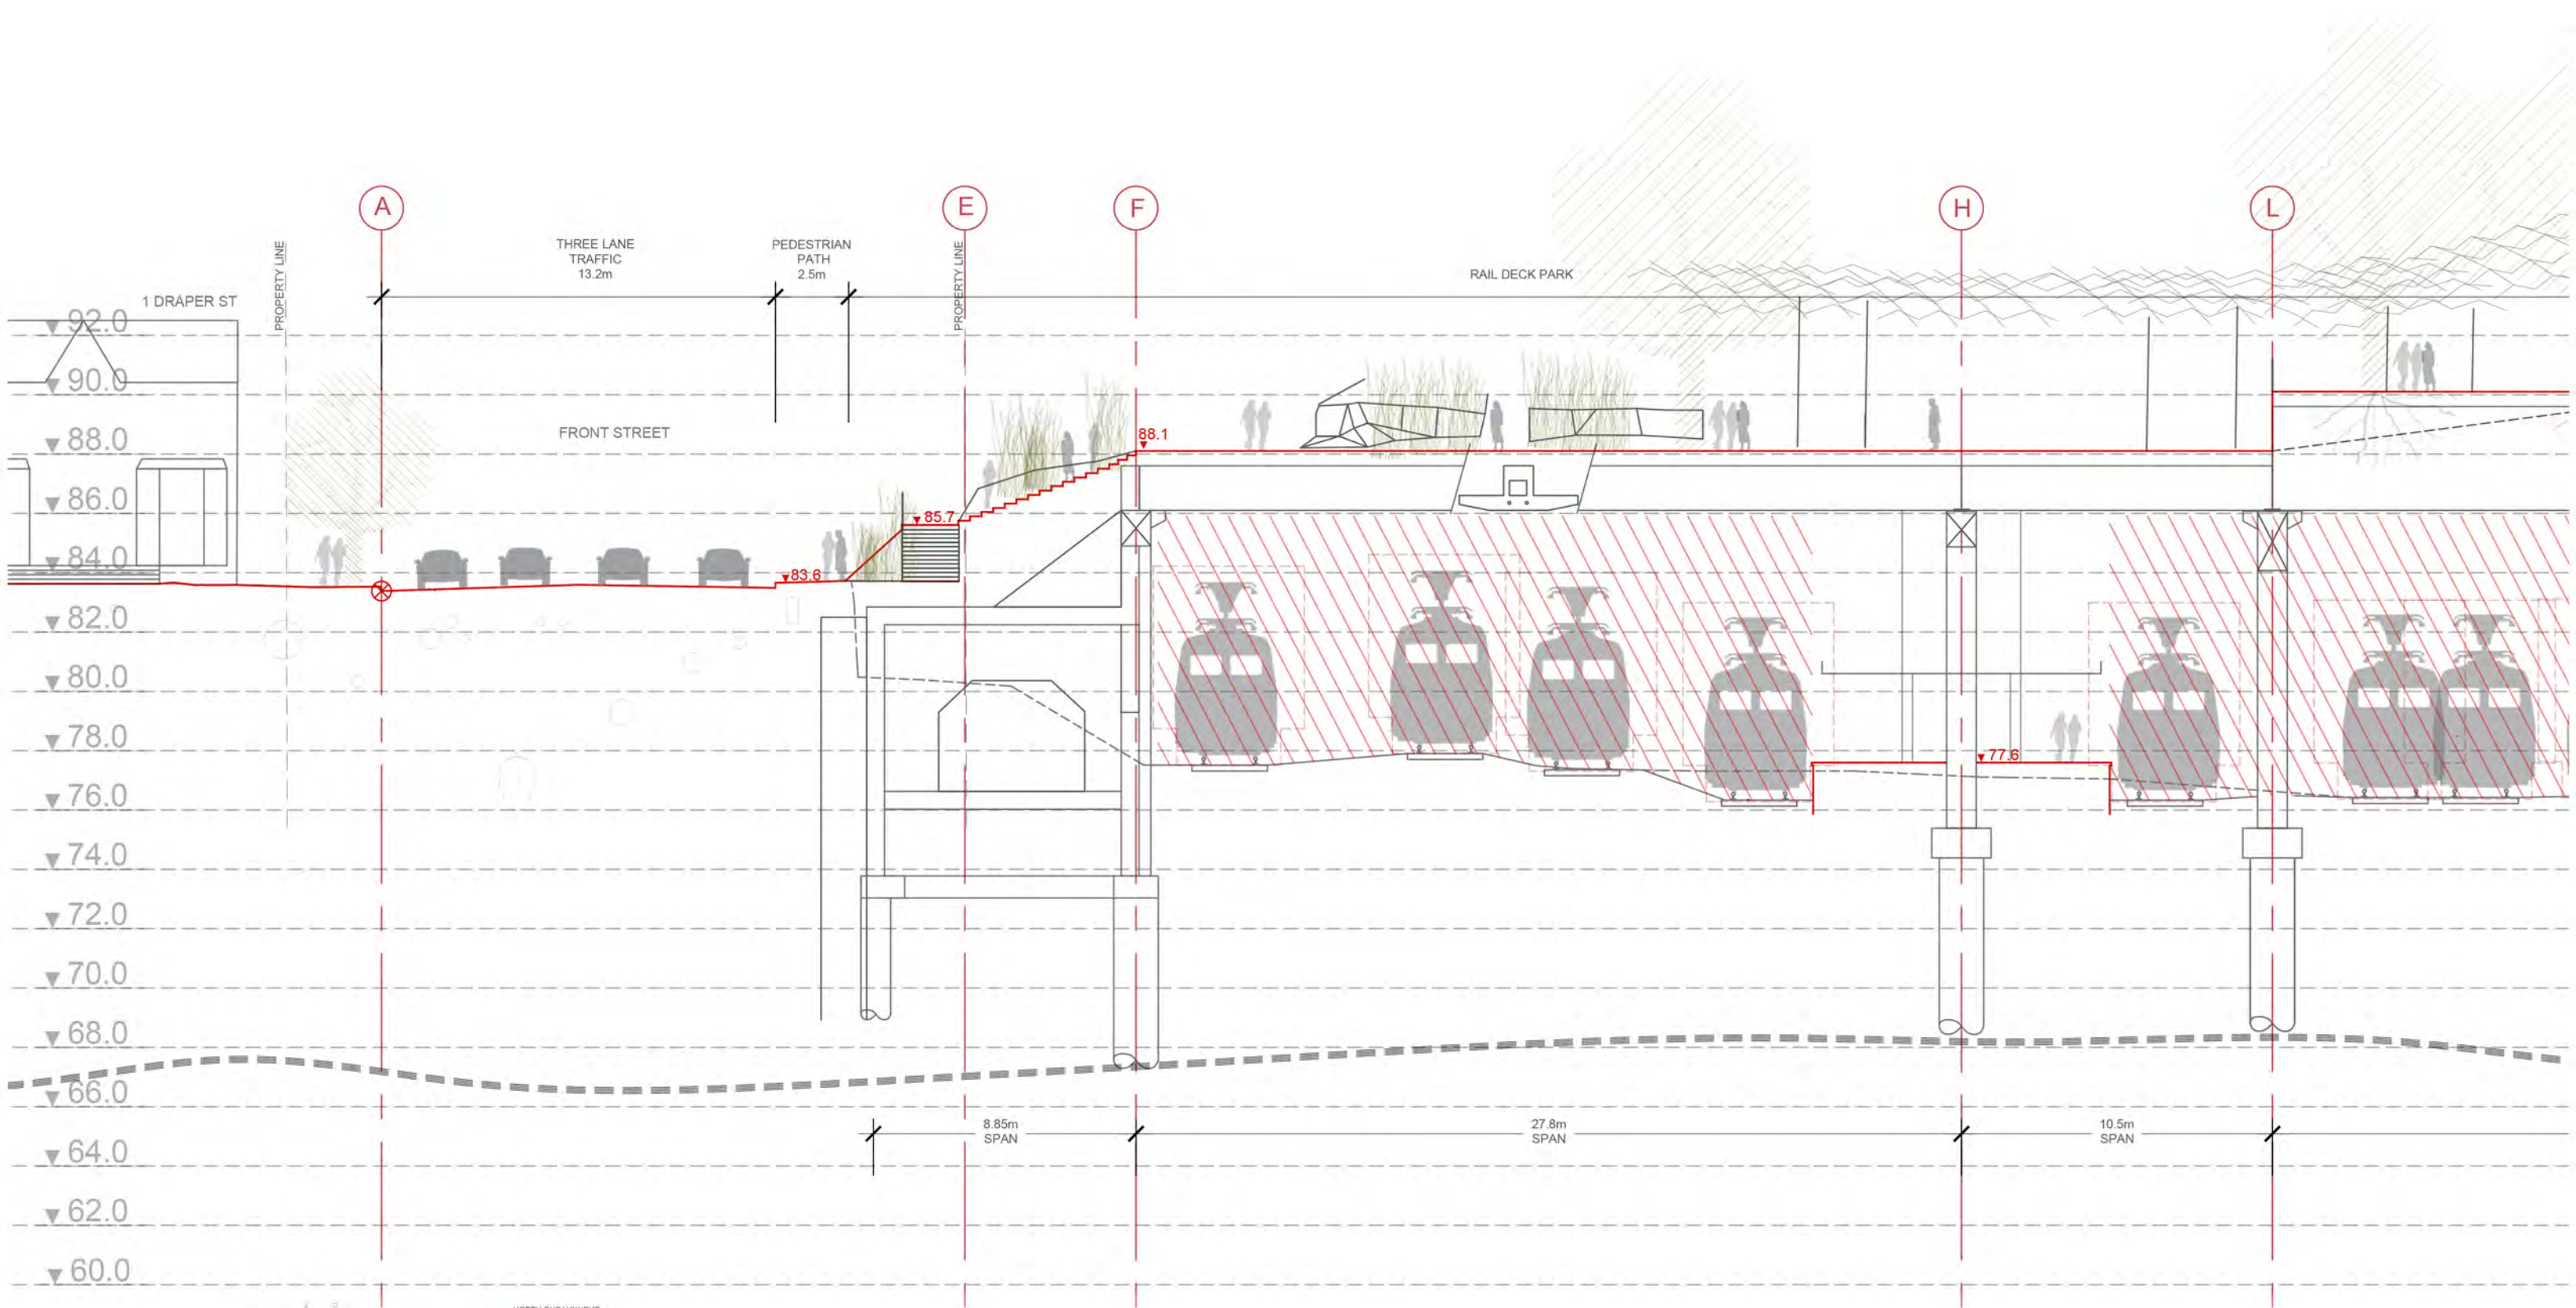 A
E
F
H
L
THREE LANE
TRAFFIC
13.2m
PEDESTRIAN
PATH
2.5m
PROPERTY LINE
PROPERTY LINE
RAIL DECK PARK
1 DRAPER ST
FRONT STREET
92.0
90.0
88.0
86.0
84.0
82.0
80.0
78.0
76.0
74.0
72.0
70.0
68.0
66.0
64.0
62.0
60.0
88.1
85.7
83.6
77.6
8.85m
SPAN
27.8m
SPAN
10.5m
SPAN